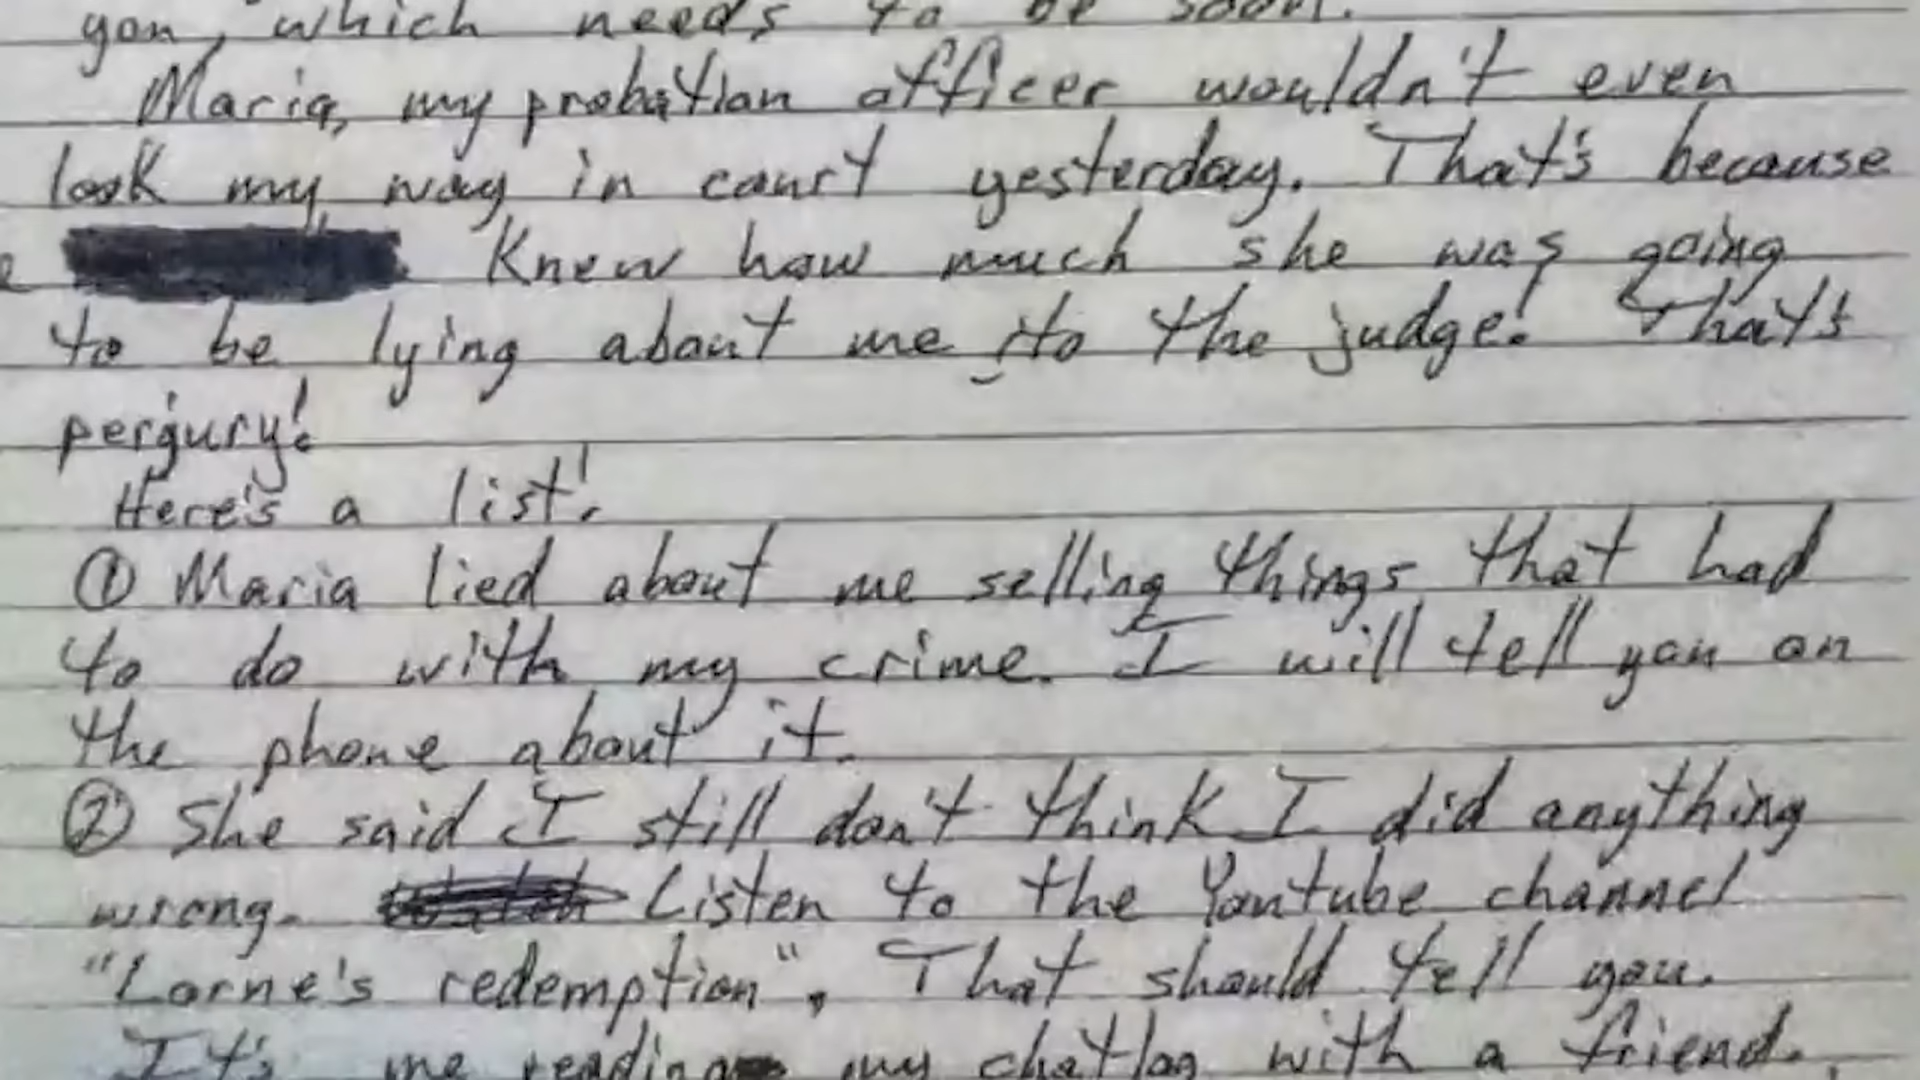 you, which needs to be soon.
Maria, my probation officer wouldn't even
look my way in court yesterday. That's because
Knew how much she was going
to be lying about me to the judge! That's
perjury!
Here's a list!
① Maria lied about me selling things that had
to do with my crime. I will tell you on
the phone about it.
② She said I still don't think I did anything
wrong. Listen to the Youtube channel
"Lorne's redemption". That should tell you.
It's me reading my chatlog with a friend.